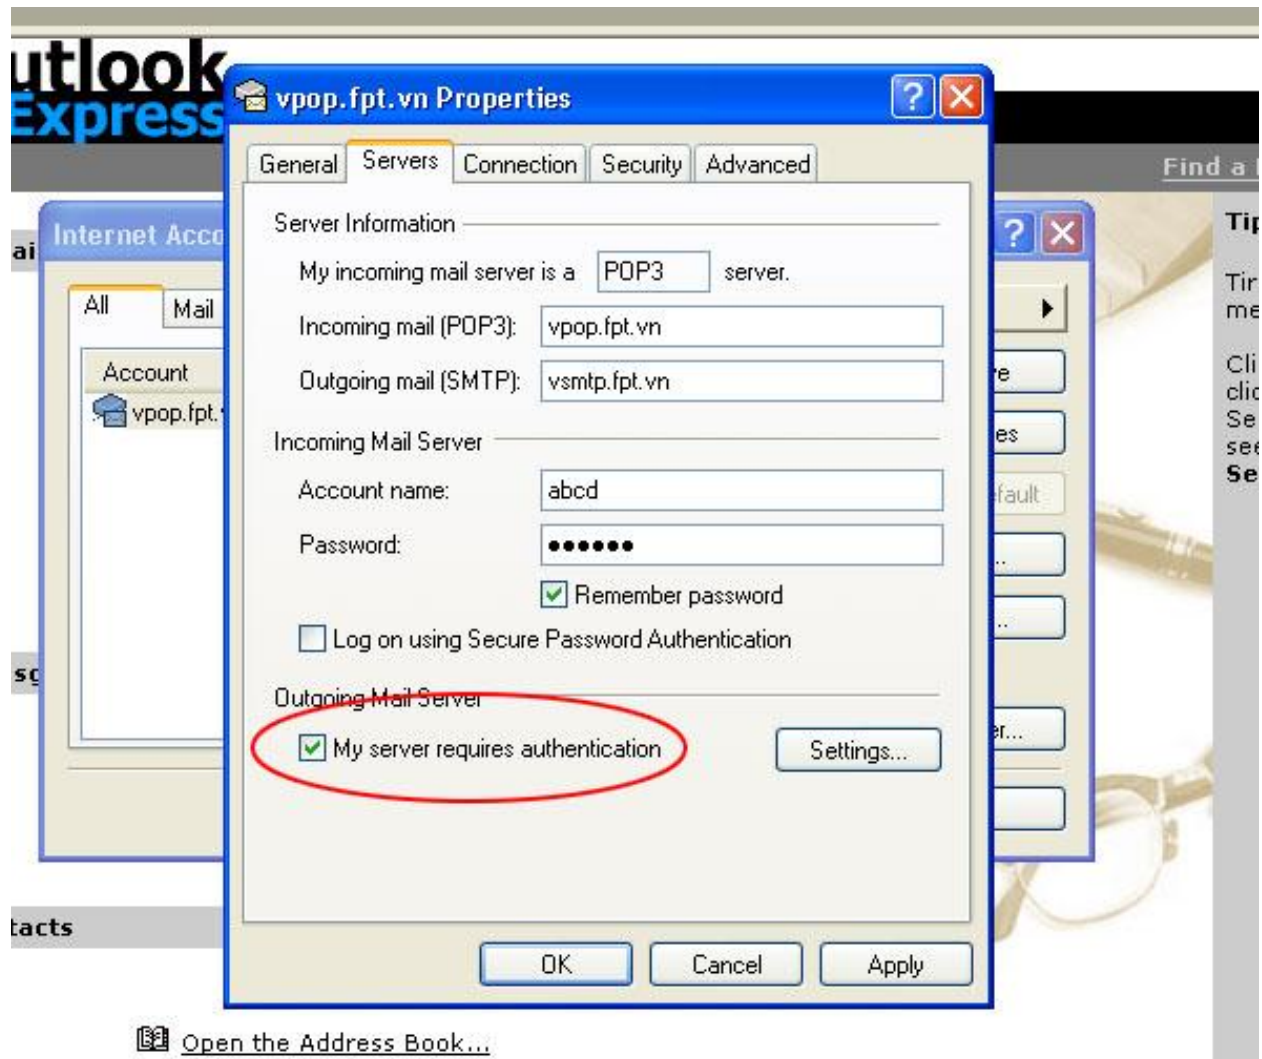 utlook
Express
vpop.fpt.vn Properties
General Servers Connection Security Advanced
Find a
Server Information
Internet Acco
My incoming mail server is a POP3 server.
All Mail
Incoming mail (POP3): vpop.fpt.vn
Account
Outgoing mail (SMTP): vsmtp.fpt.vn
vpop.fpt.
Incoming Mail Server
Account name: abcd
Password: ●●●●●●
Remember password
Log on using Secure Password Authentication
Outgoing Mail Server
My server requires authentication Settings...
OK Cancel Apply
tacts
Open the Address Book...